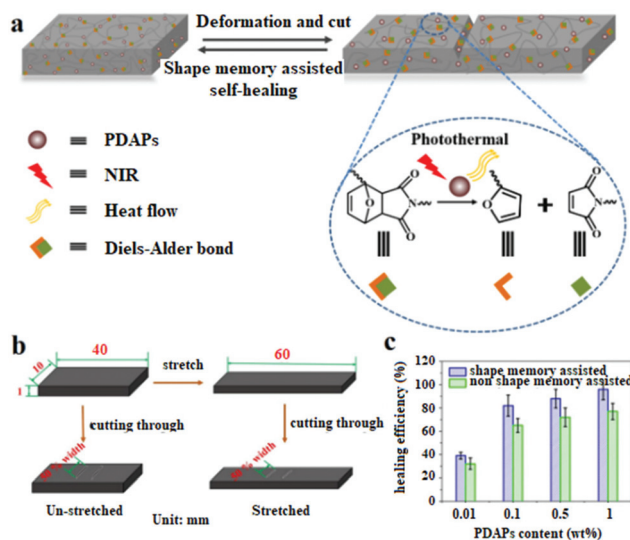 a
Deformation and cut
Shape memory assisted
self-healing
PDAPs
NIR
Heat flow
Diels-Alder bond
Photothermal
O
O
N
O
O
+
O
N
O
b
40
10
1
stretch
60
cutting through
cutting through
50% width
50% width
Un-stretched
Unit: mm
Stretched
c
healing efficiency (%)
120
100
80
60
40
20
0
shape memory assisted
non shape memory assisted
0.01
0.1
0.5
1
PDAPs content (wt%)